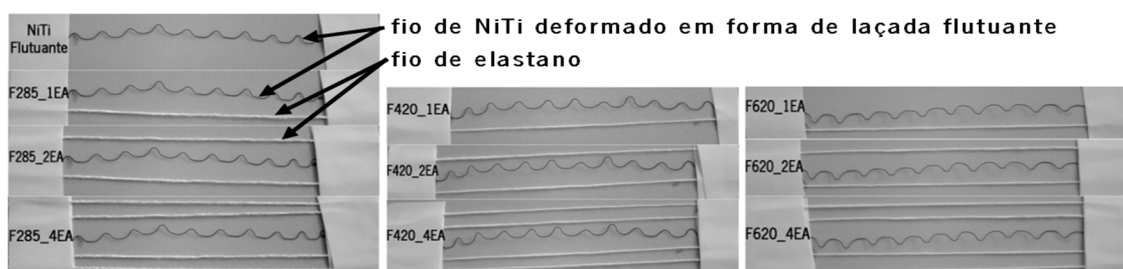 NiTi
Flutuante
fio de NiTi deformado em forma de laçada flutuante
fio de elastano
F285_1EA
F285_2EA
F285_4EA
F420_1EA
F420_2EA
F420_4EA
F620_1EA
F620_2EA
F620_4EA